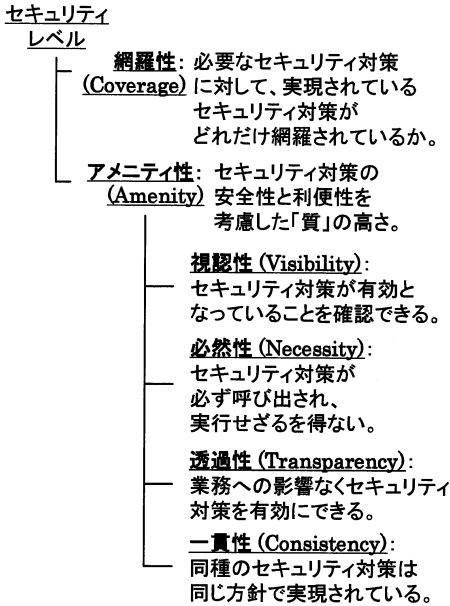 セキュリティ
レベル
網羅性: 必要なセキュリティ対策
(Coverage) に対して、実現されている
セキュリティ対策が
どれだけ網羅されているか。
アメニティ性: セキュリティ対策の
(Amenity) 安全性と利便性を
考慮した「質」の高さ。
視認性 (Visibility):
セキュリティ対策が有効と
なっていることを確認できる。
必然性 (Necessity):
セキュリティ対策が
必ず呼び出され、
実行せざるを得ない。
透過性 (Transparency):
業務への影響なくセキュリティ
対策を有効にできる。
一貫性 (Consistency):
同種のセキュリティ対策は
同じ方針で実現されている。